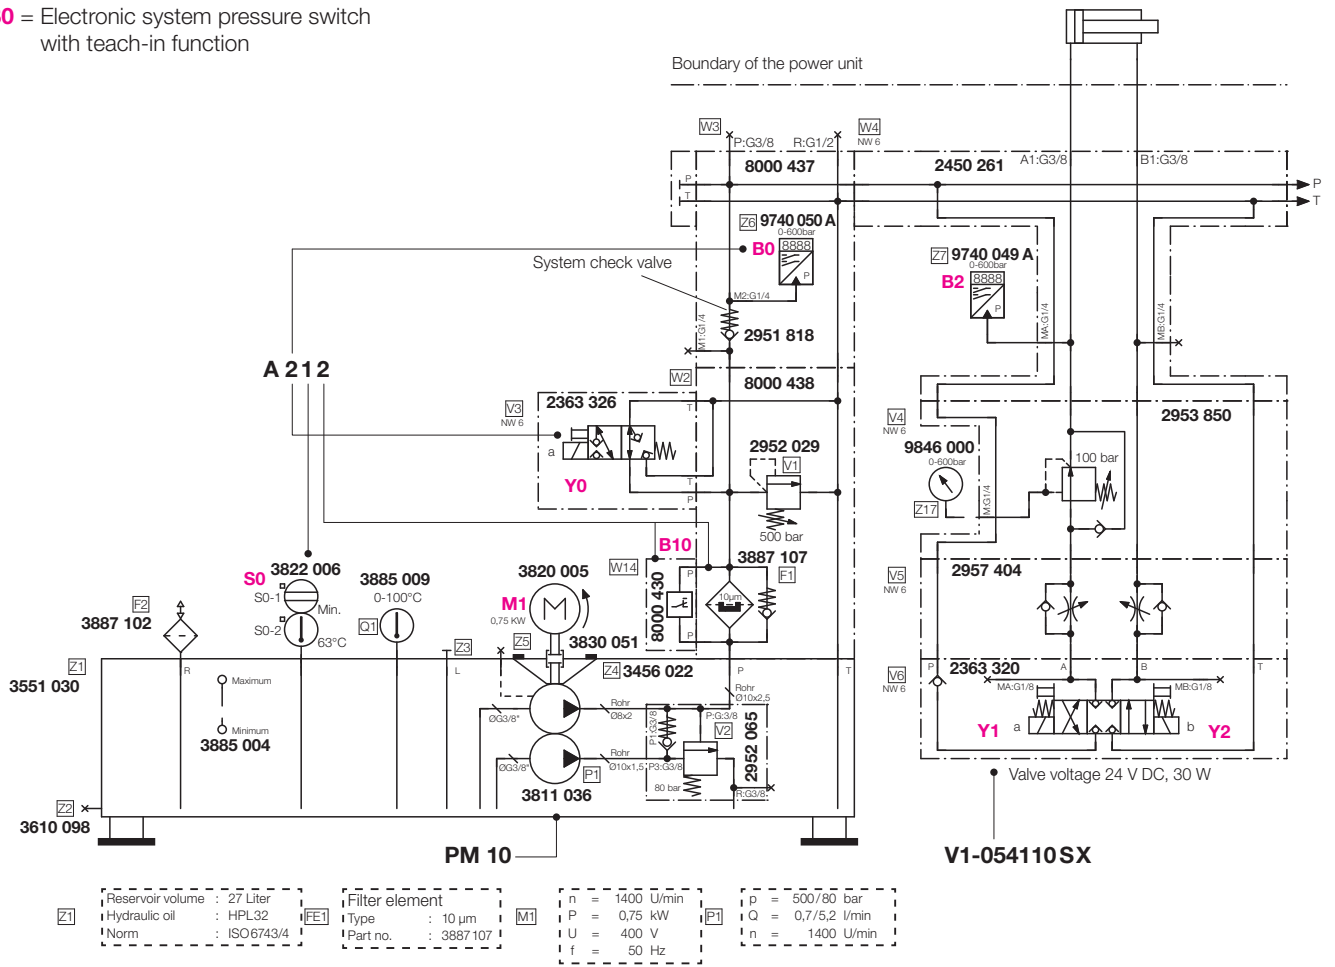 0 = Electronic system pressure switch
with teach-in function
Boundary of the power unit
W3
P:G3/8
R:G1/2
W4
NW 6
8000 437
2450 261
A1:G3/8
B1:G3/8
P
T
P
T
Z6 9740 050 A
0-600bar
B0
8888
P
System check valve
M2:G1/4
M1:G1/4
2951 818
Z7 9740 049 A
0-600bar
B2
8888
P
MA:G1/4
MB:G1/4
A 212
W2
8000 438
V3
NW 6
2363 326
T
a
Y0
T
P
2952 029
V1
500 bar
V4
NW 6
2953 850
9846 000
0-600bar
Z17
M:G1/4
100 bar
B10
W14
8000 430
P
P
3887 107
F1
10µm
V5
NW 6
2957 404
S0
3822 006
S0-1
Min.
S0-2
63°C
3885 009
0-100°C
Q1
3820 005
M1
M
0,75 KW
3830 051
F2
3887 102
Z1
3551 030
R
Maximum
Minimum
3885 004
Z3
L
Z5
Z4 3456 022
P
T
Rohr
Ø10x2,5
Rohr
Ø8x2
ØG3/8"
ØG3/8"
Rohr
Ø10x1,5
P1
3811 036
P1:G3/8
P:G:3/8
V2
P3:G3/8
80 bar
R:G3/8
2952 065
V6
NW 6
P
2363 320
A
B
T
MA:G1/8
MB:G1/8
Y1
a
b
Y2
Valve voltage 24 V DC, 30 W
Z2
3610 098
PM 10
V1-054110SX
Z1
Reservoir volume : 27 Liter
Hydraulic oil : HPL32
Norm : ISO6743/4
FE1
Filter element
Type : 10 µm
Part no. : 3887107
M1
n = 1400 U/min
P = 0,75 kW
U = 400 V
f = 50 Hz
P1
p = 500/80 bar
Q = 0,7/5,2 l/min
n = 1400 U/min